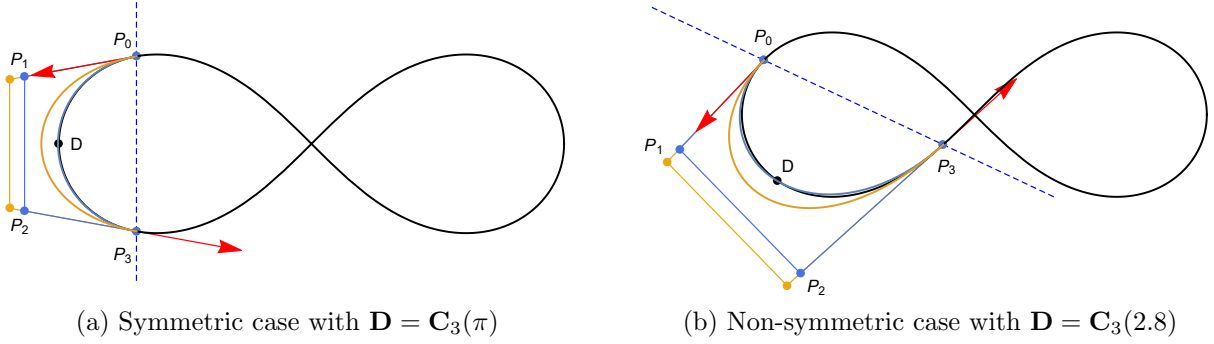 P₀
P₁
D
P₂
P₃
(a) Symmetric case with D = C₃(π)
P₀
P₁
D
P₃
P₂
(b) Non-symmetric case with D = C₃(2.8)